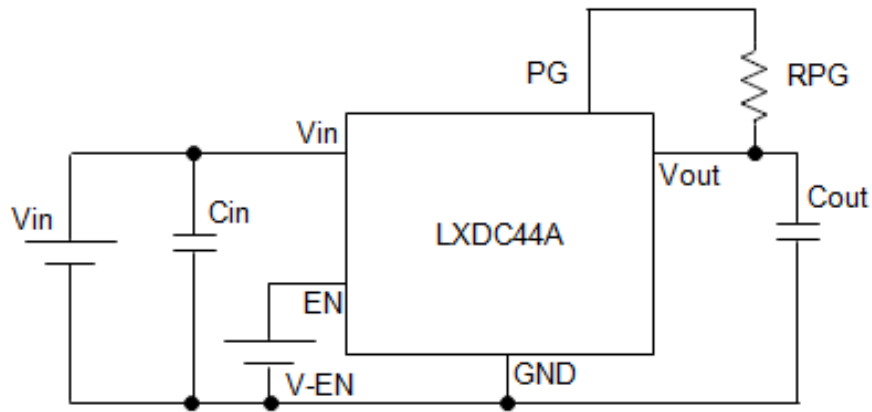 PG
RPG
Vin
Vout
Vin
Cin
Cout
LXDC44A
EN
V-EN
GND